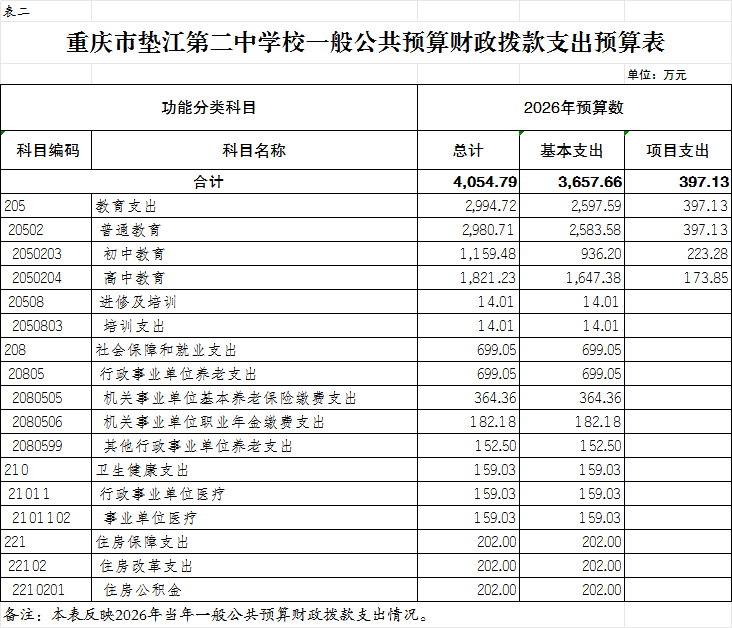 表二
重庆市垫江第二中学校一般公共预算财政拨款支出预算表
单位：万元
功能分类科目 2026年预算数
科目编码 科目名称 总计 基本支出 项目支出
合计 4,054.79 3,657.66 397.13
205 教育支出 2,994.72 2,597.59 397.13
20502 普通教育 2,980.71 2,583.58 397.13
2050203 初中教育 1,159.48 936.20 223.28
2050204 高中教育 1,821.23 1,647.38 173.85
20508 进修及培训 14.01 14.01
2050803 培训支出 14.01 14.01
208 社会保障和就业支出 699.05 699.05
20805 行政事业单位养老支出 699.05 699.05
2080505 机关事业单位基本养老保险缴费支出 364.36 364.36
2080506 机关事业单位职业年金缴费支出 182.18 182.18
2080599 其他行政事业单位养老支出 152.50 152.50
210 卫生健康支出 159.03 159.03
21011 行政事业单位医疗 159.03 159.03
2101102 事业单位医疗 159.03 159.03
221 住房保障支出 202.00 202.00
22102 住房改革支出 202.00 202.00
2210201 住房公积金 202.00 202.00
备注：本表反映2026年当年一般公共预算财政拨款支出情况。